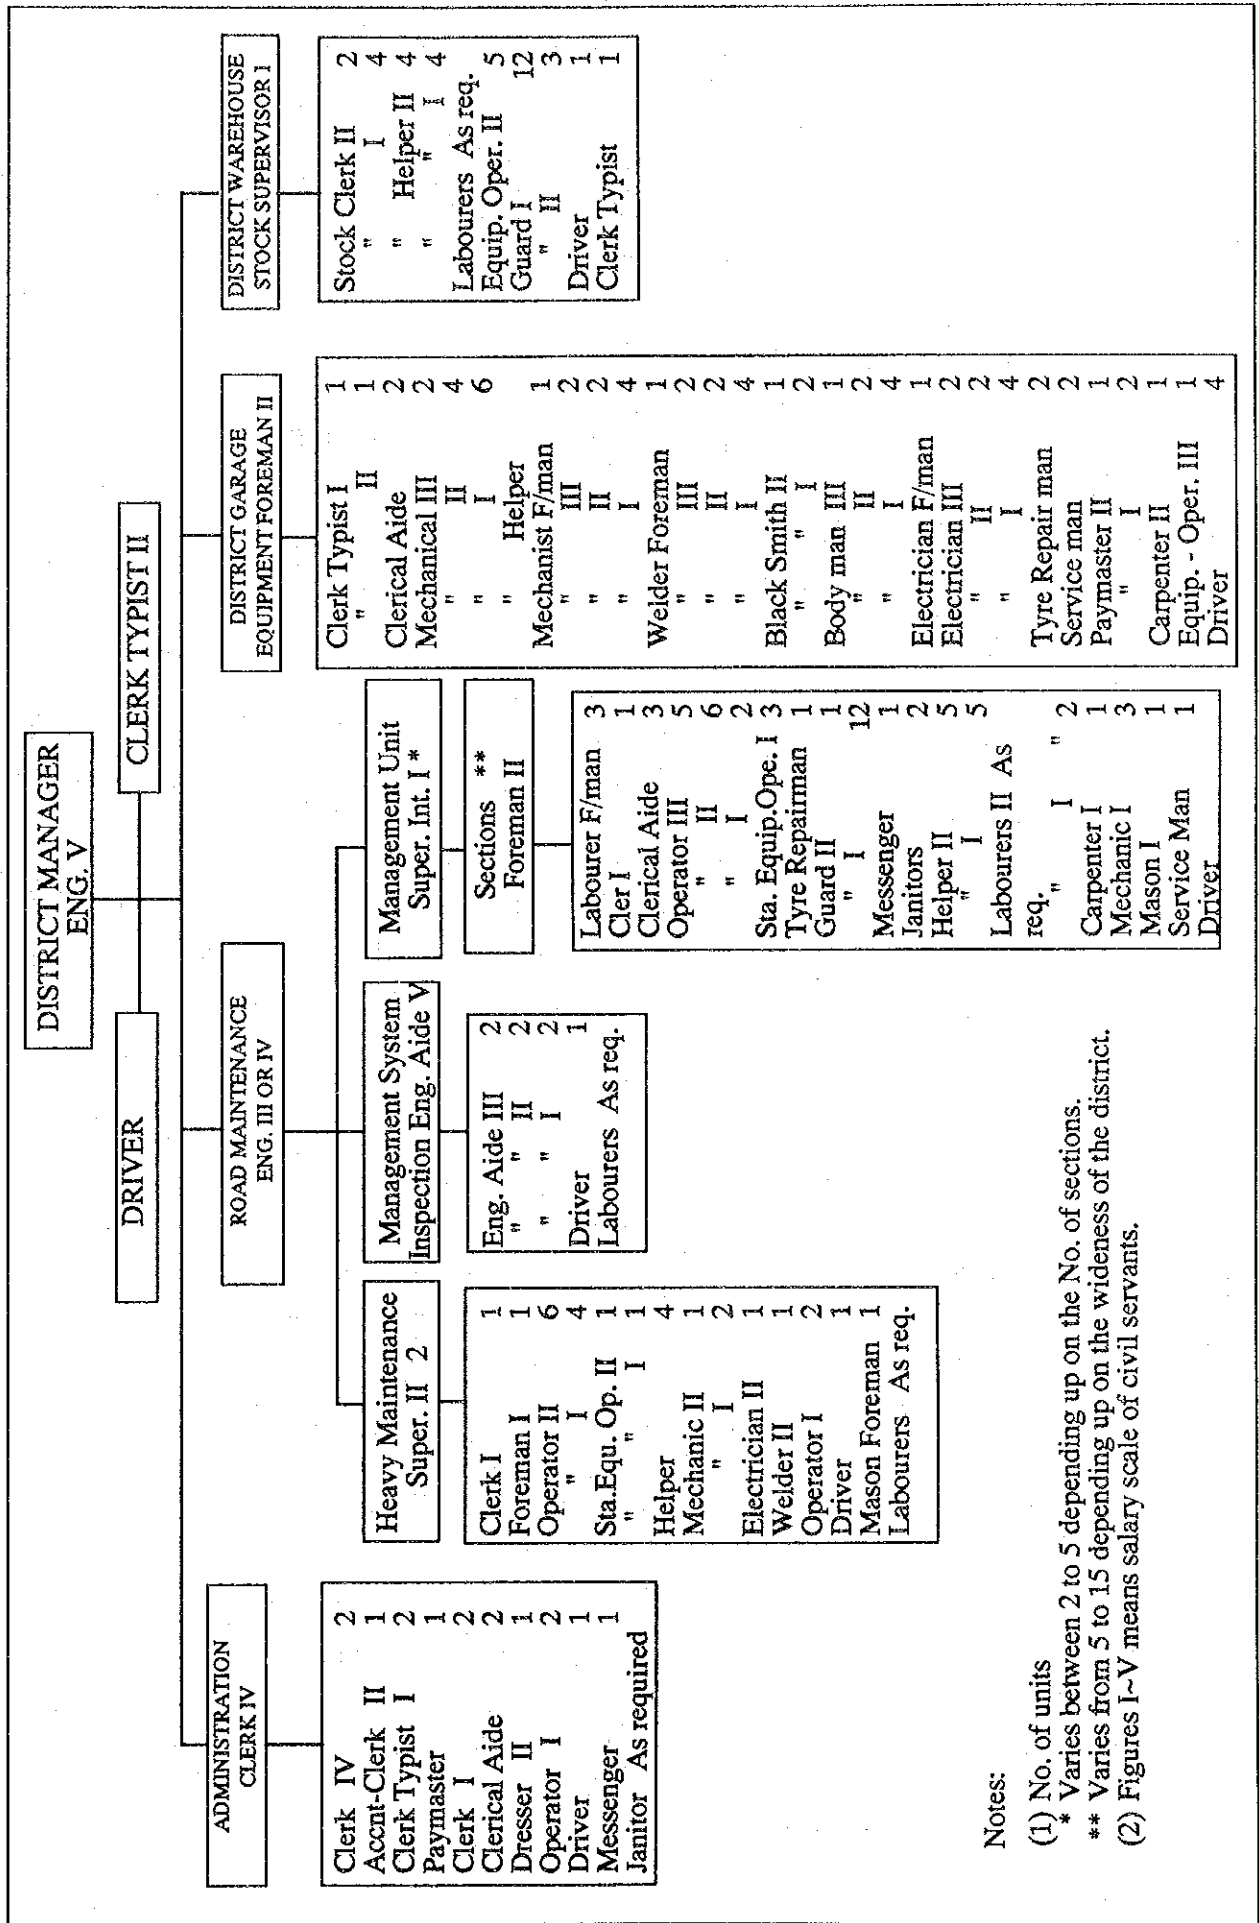 DISTRICT MANAGER
ENG. V
DRIVER
CLERK TYPIST II
ADMINISTRATION
CLERK IV
Clerk IV 2
Accnt-Clerk II 1
Clerk Typist I 2
Paymaster 1
Clerk I 2
Clerical Aide 2
Dresser II 1
Operator I 2
Driver 1
Messenger 1
Janitor As required
ROAD MAINTENANCE
ENG. III OR IV
Heavy Maintenance
Super. II 2
Clerk I 1
Foreman I 1
Operator II 6
" I 4
Sta.Equ. Op. II 1
" " I 1
Helper 4
Mechanic II 1
" I 2
Electrician II 1
Welder II 1
Operator I 2
Driver 1
Mason Foreman 1
Labourers As req.
Management System
Inspection Eng. Aide V
Eng. Aide III 2
" " II 2
" " I 2
Driver 1
Labourers As req.
Management Unit
Super. Int. I *
Sections **
Foreman II
Labourer F/man 3
Cler I 1
Clerical Aide 3
Operator III 5
" II 6
" I 2
Sta. Equip.Ope. I 3
Tyre Repairman 1
Guard II 1
" I 12
Messenger 1
Janitors 2
Helper II 5
" I 5
Labourers II As
req.
" I " 2
Carpenter I 1
Mechanic I 3
Mason I 1
Service Man 1
Driver
DISTRICT GARAGE
EQUIPMENT FOREMAN II
Clerk Typist I 1
" II 1
Clerical Aide 2
Mechanical III 2
" II 4
" I 6
" Helper
Mechanist F/man 1
" III 2
" II 2
" I 4
Welder Foreman 1
" III 2
" II 2
" I 4
Black Smith II 1
" " I 2
Body man III 1
" " II 2
" I 4
Electrician F/man 1
Electrician III 2
" II 2
" I 4
Tyre Repair man 2
Service man 2
Paymaster II 1
" I 2
Carpenter II 1
Equip. - Oper. III 1
Driver 4
DISTRICT WAREHOUSE
STOCK SUPERVISOR I
Stock Clerk II 2
" I 4
" Helper II 4
" " I 4
Labourers As req.
Equip. Oper. II 5
Guard I 12
" II 3
Driver 1
Clerk Typist 1
Notes:
(1) No. of units
* Varies between 2 to 5 depending up on the No. of sections.
** Varies from 5 to 15 depending up on the wideness of the district.
(2) Figures I~V means salary scale of civil servants.